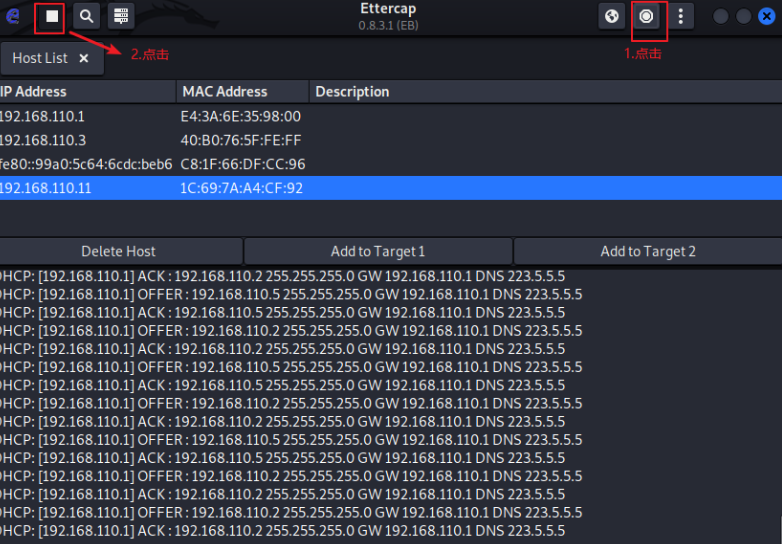 Ettercap
0.8.3.1 (EB)
2.点击
1.点击
Host List ×
IP Address MAC Address Description
192.168.110.1 E4:3A:6E:35:98:00
192.168.110.3 40:B0:76:5F:FE:FF
fe80::99a0:5c64:6cdc:beb6 C8:1F:66:DF:CC:96
192.168.110.11 1C:69:7A:A4:CF:92
Delete Host Add to Target 1 Add to Target 2
DHCP: [192.168.110.1] ACK : 192.168.110.2 255.255.255.0 GW 192.168.110.1 DNS 223.5.5.5
DHCP: [192.168.110.1] OFFER : 192.168.110.5 255.255.255.0 GW 192.168.110.1 DNS 223.5.5.5
DHCP: [192.168.110.1] ACK : 192.168.110.5 255.255.255.0 GW 192.168.110.1 DNS 223.5.5.5
DHCP: [192.168.110.1] OFFER : 192.168.110.2 255.255.255.0 GW 192.168.110.1 DNS 223.5.5.5
DHCP: [192.168.110.1] ACK : 192.168.110.2 255.255.255.0 GW 192.168.110.1 DNS 223.5.5.5
DHCP: [192.168.110.1] OFFER : 192.168.110.5 255.255.255.0 GW 192.168.110.1 DNS 223.5.5.5
DHCP: [192.168.110.1] ACK : 192.168.110.5 255.255.255.0 GW 192.168.110.1 DNS 223.5.5.5
DHCP: [192.168.110.1] OFFER : 192.168.110.2 255.255.255.0 GW 192.168.110.1 DNS 223.5.5.5
DHCP: [192.168.110.1] ACK : 192.168.110.2 255.255.255.0 GW 192.168.110.1 DNS 223.5.5.5
DHCP: [192.168.110.1] OFFER : 192.168.110.5 255.255.255.0 GW 192.168.110.1 DNS 223.5.5.5
DHCP: [192.168.110.1] ACK : 192.168.110.5 255.255.255.0 GW 192.168.110.1 DNS 223.5.5.5
DHCP: [192.168.110.1] OFFER : 192.168.110.2 255.255.255.0 GW 192.168.110.1 DNS 223.5.5.5
DHCP: [192.168.110.1] ACK : 192.168.110.2 255.255.255.0 GW 192.168.110.1 DNS 223.5.5.5
DHCP: [192.168.110.1] OFFER : 192.168.110.2 255.255.255.0 GW 192.168.110.1 DNS 223.5.5.5
DHCP: [192.168.110.1] ACK : 192.168.110.2 255.255.255.0 GW 192.168.110.1 DNS 223.5.5.5